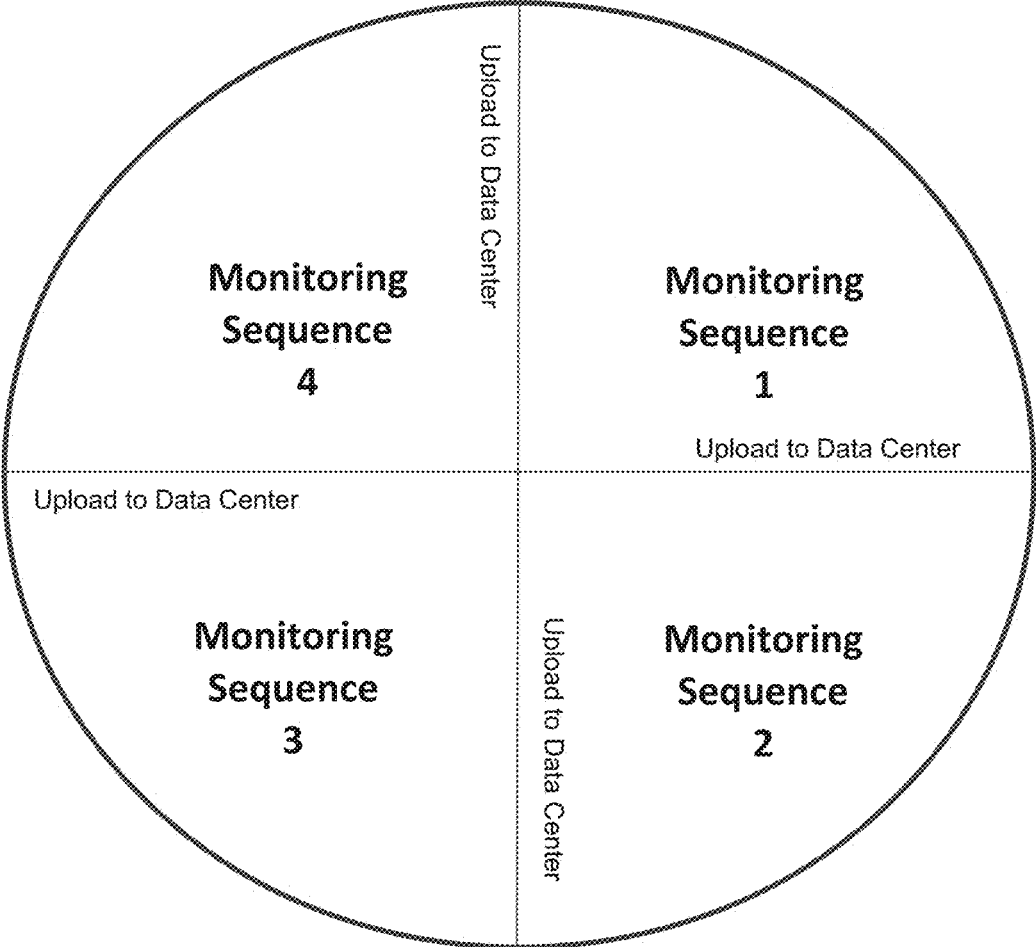 Upload to Data Center
Monitoring
Sequence
4
Monitoring
Sequence
1
Upload to Data Center
Upload to Data Center
Monitoring
Sequence
3
Upload to Data Center
Monitoring
Sequence
2